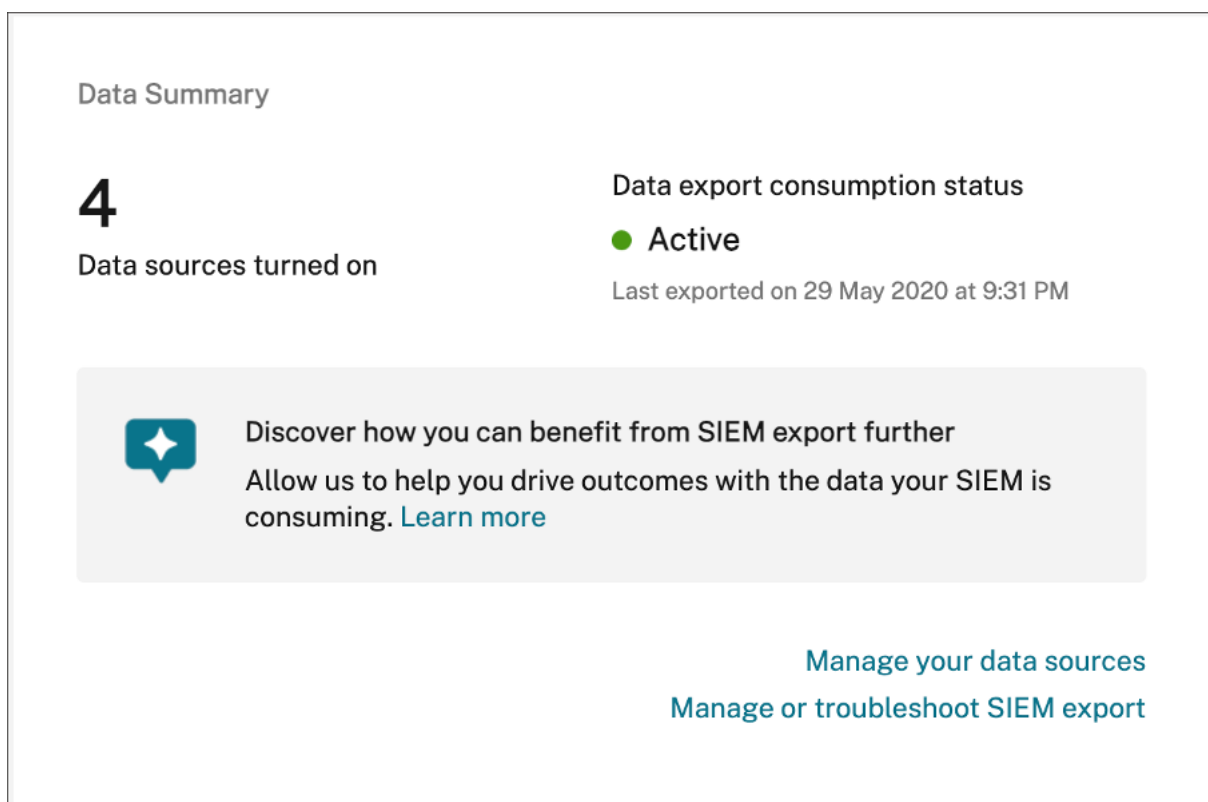 Data Summary
4
Data sources turned on
Data export consumption status
Active
Last exported on 29 May 2020 at 9:31 PM
Discover how you can benefit from SIEM export further
Allow us to help you drive outcomes with the data your SIEM is
consuming. Learn more
Manage your data sources
Manage or troubleshoot SIEM export